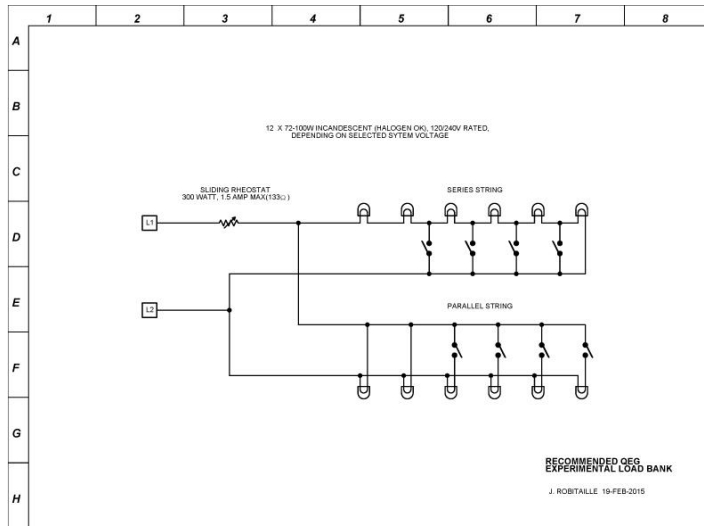 1 2 3 4 5 6 7 8
A
B
12 X 72-100W INCANDESCENT (HALOGEN OK), 120/240V RATED,
DEPENDING ON SELECTED SYTEM VOLTAGE
C
SLIDING RHEOSTAT
300 WATT, 1.5 AMP MAX(133Ω )
SERIES STRING
L1
D
E
L2
PARALLEL STRING
F
G
RECOMMENDED QEG
EXPERIMENTAL LOAD BANK
H
J. ROBITAILLE 19-FEB-2015